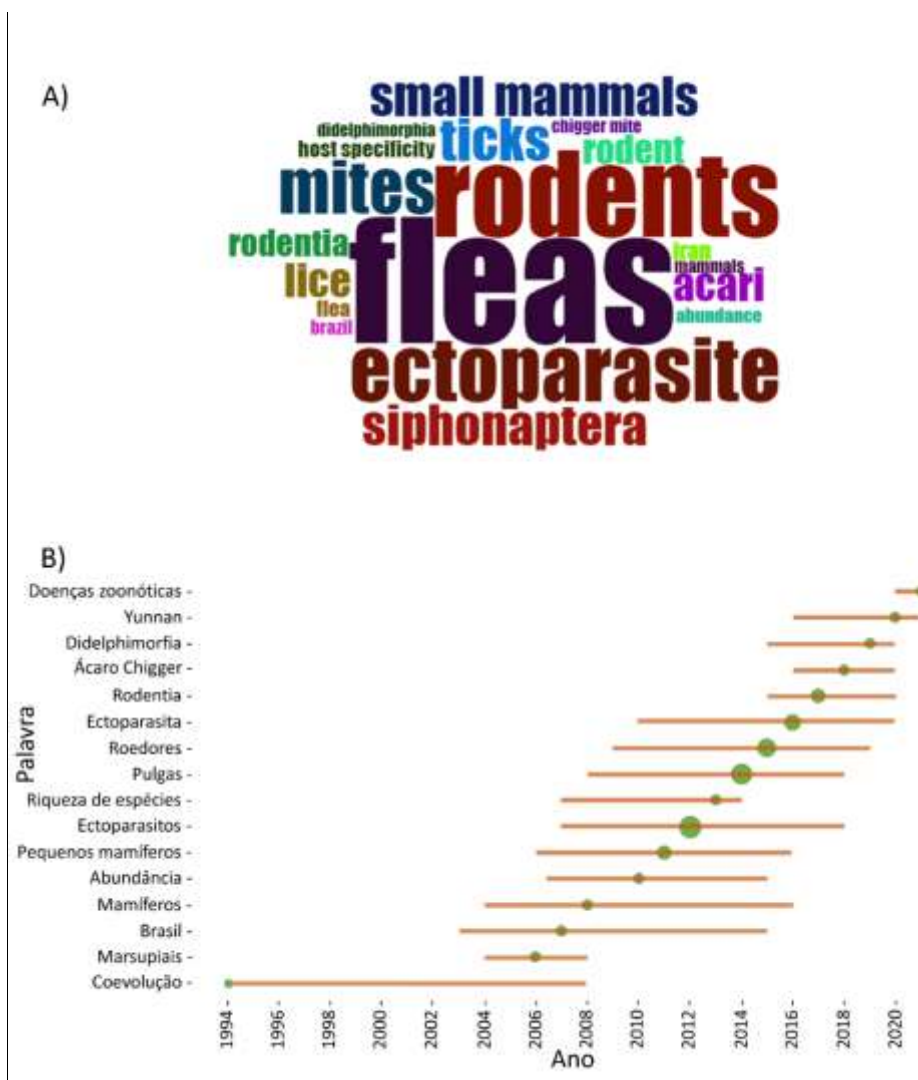 A)
small mammals
didelphimorphia
ticks
chigger mite
host specificity
rodent
mites
rodents
rodentia
fleas
iran
mammals
lice
acari
flea
abundance
brazil
ectoparasite
siphonaptera
B)
Palavra
Doenças zoonóticas -
Yunnan -
Didelphimorfia -
Ácaro Chigger -
Rodentia -
Ectoparasita -
Roedores -
Pulgas -
Riqueza de espécies -
Ectoparasitos -
Pequenos mamíferos -
Abundância -
Mamíferos -
Brasil -
Marsupiais -
Coevolução -
1994 - 1996 - 1998 - 2000 - 2002 - 2004 - 2006 - 2008 - 2010 - 2012 - 2014 - 2016 - 2018 - 2020 -
Ano